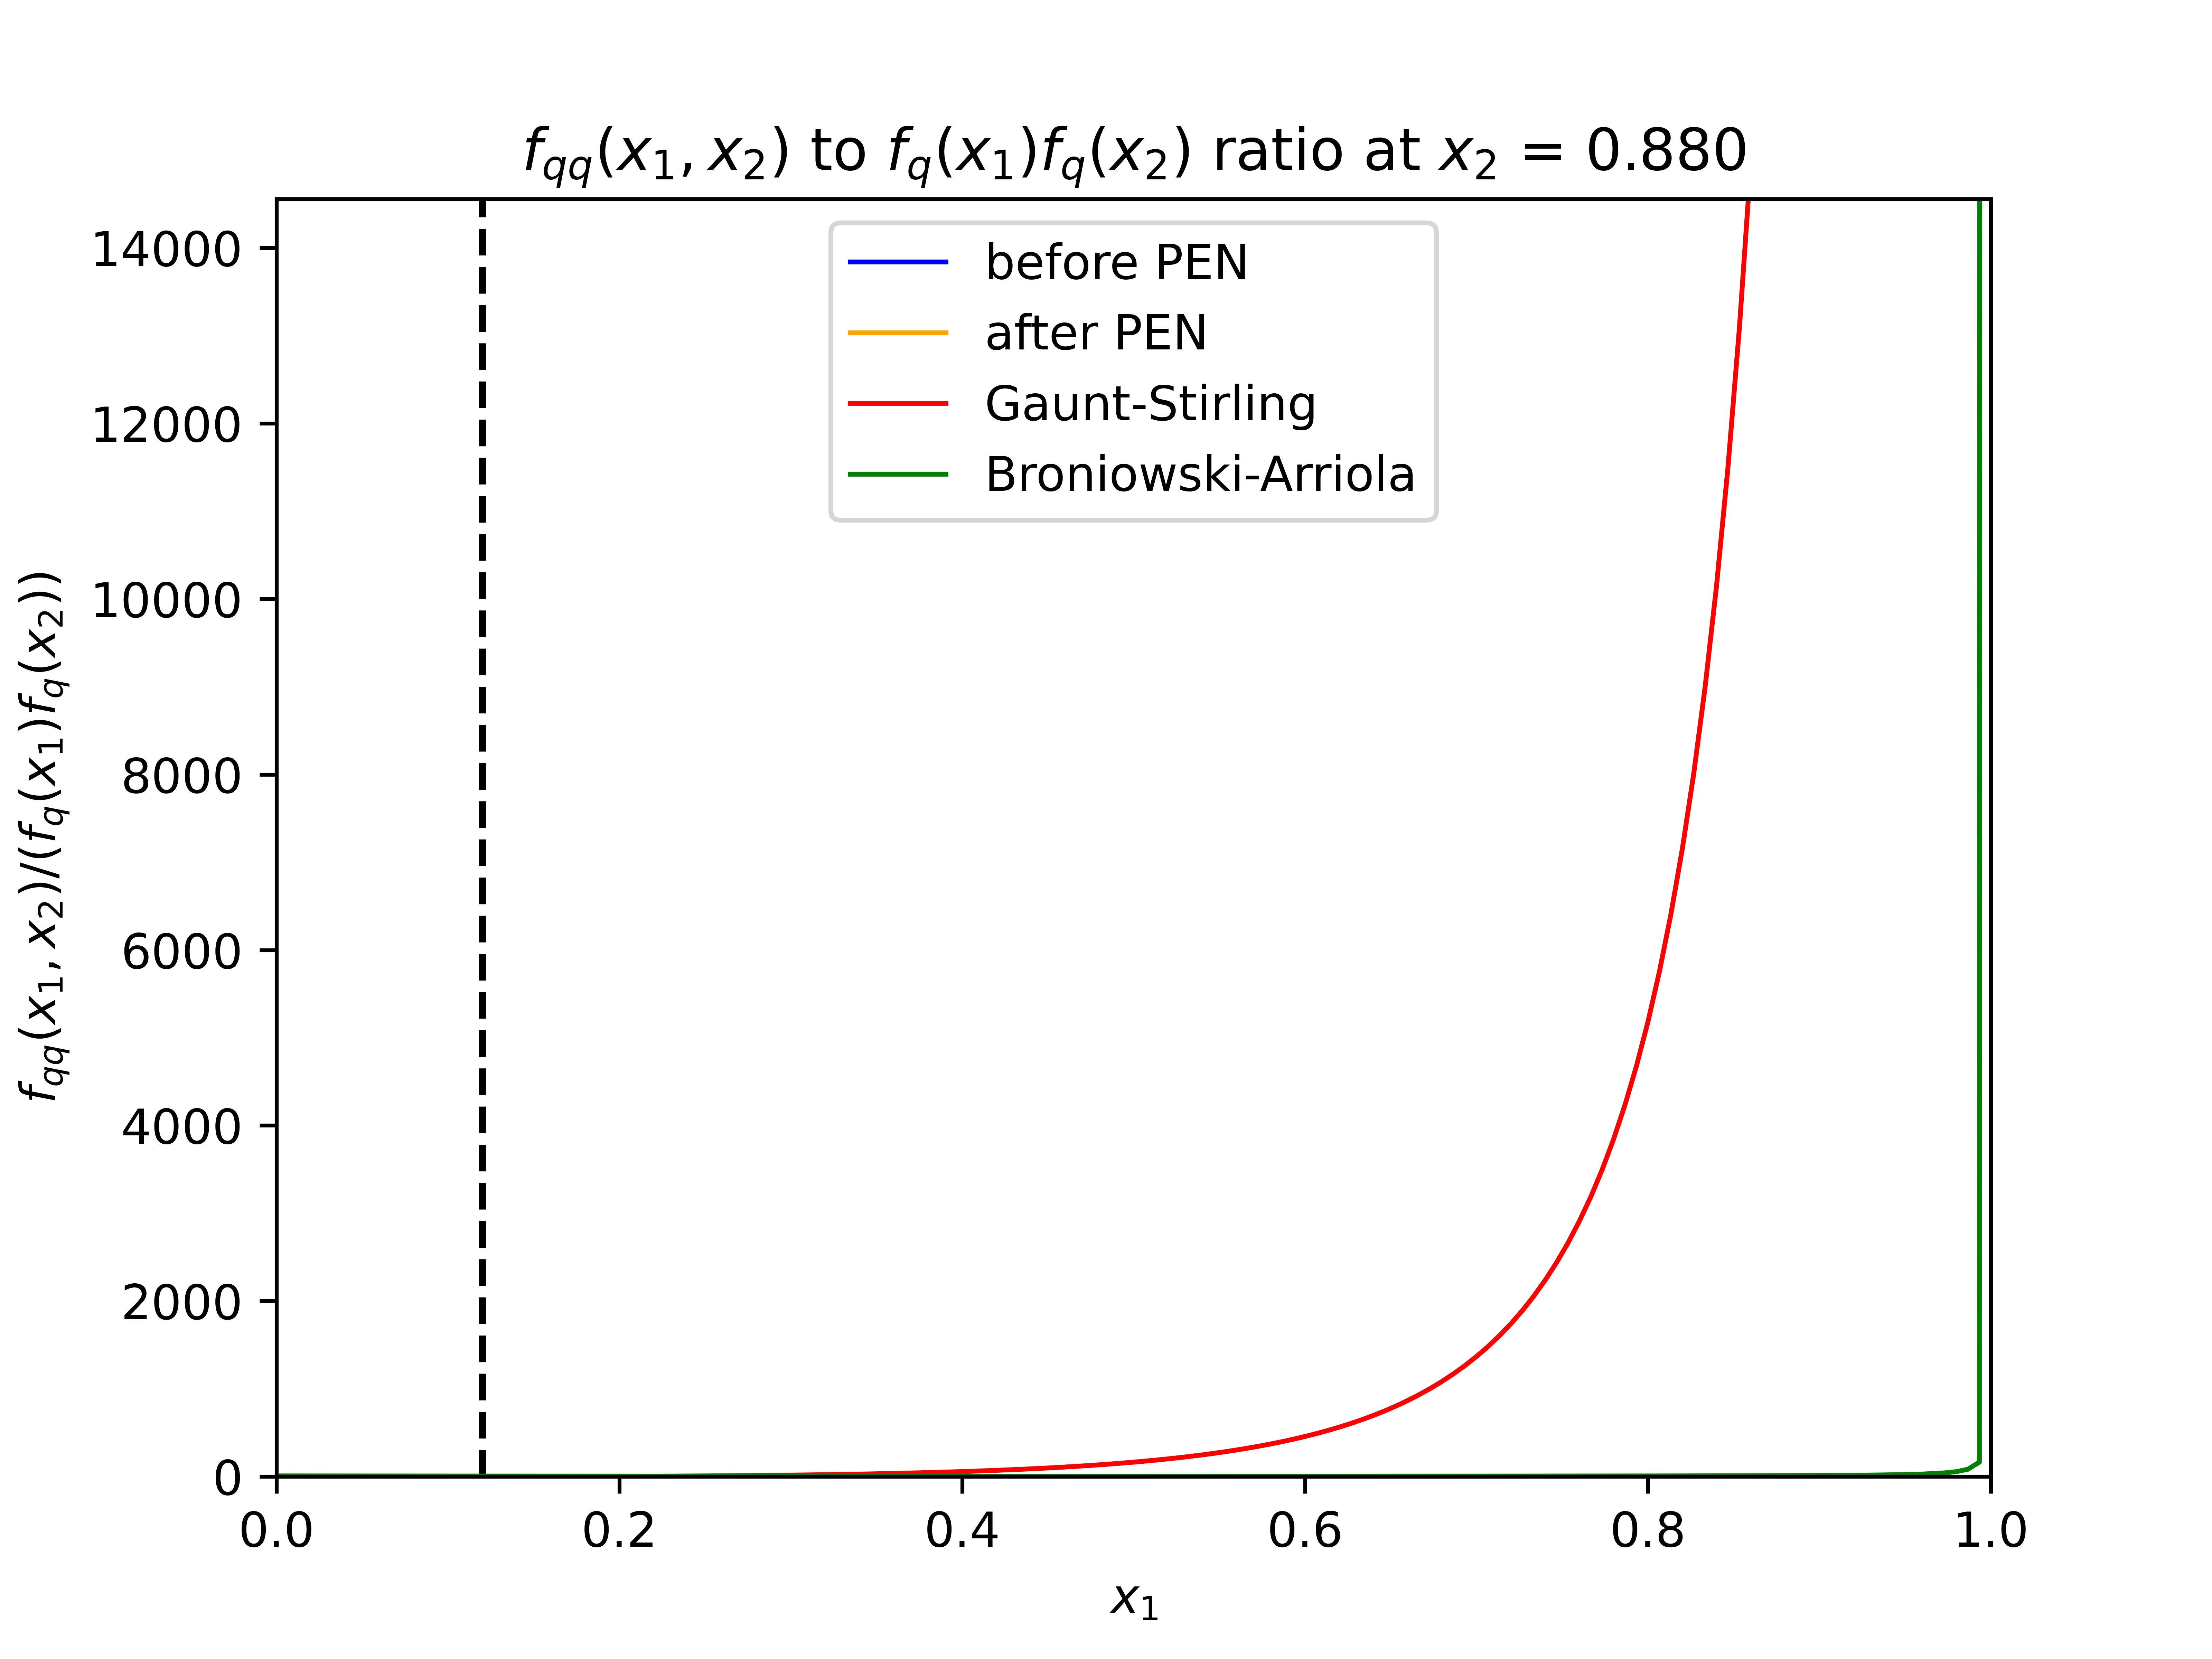 f_qq(x_1, x_2) to f_q(x_1)f_q(x_2) ratio at x_2 = 0.880
before PEN
after PEN
Gaunt-Stirling
Broniowski-Arriola
f_qq(x_1, x_2)/(f_q(x_1)f_q(x_2))
14000
12000
10000
8000
6000
4000
2000
0
0.0 0.2 0.4 0.6 0.8 1.0
x_1